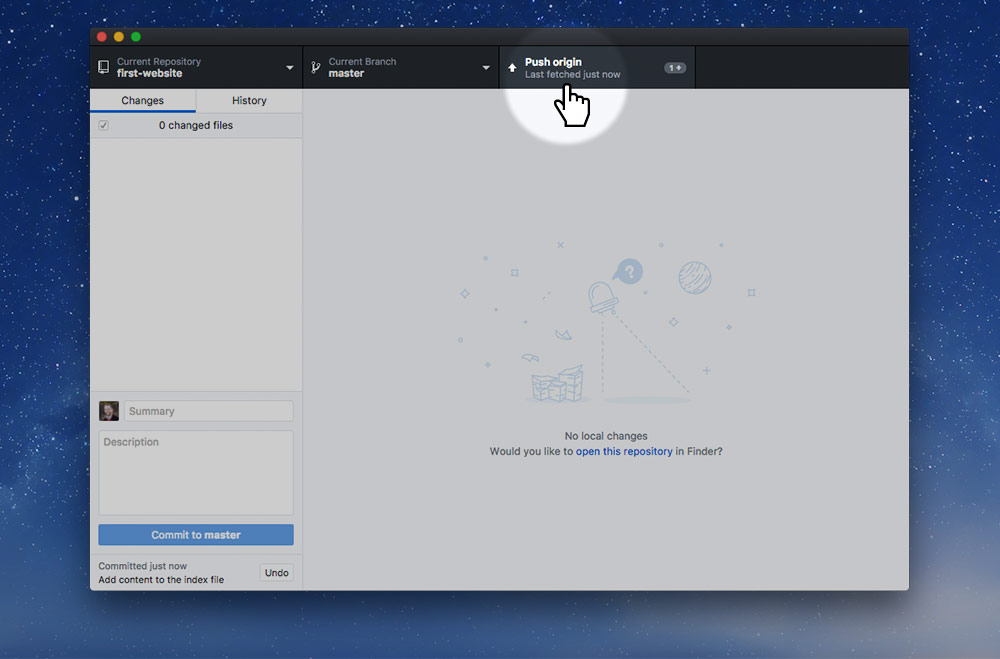 Current Repository
first-website
Current Branch
master
Push origin
Last fetched just now
1
Changes
History
0 changed files
?
Summary
Description
No local changes
Would you like to open this repository in Finder?
Commit to master
Committed just now
Add content to the index file
Undo